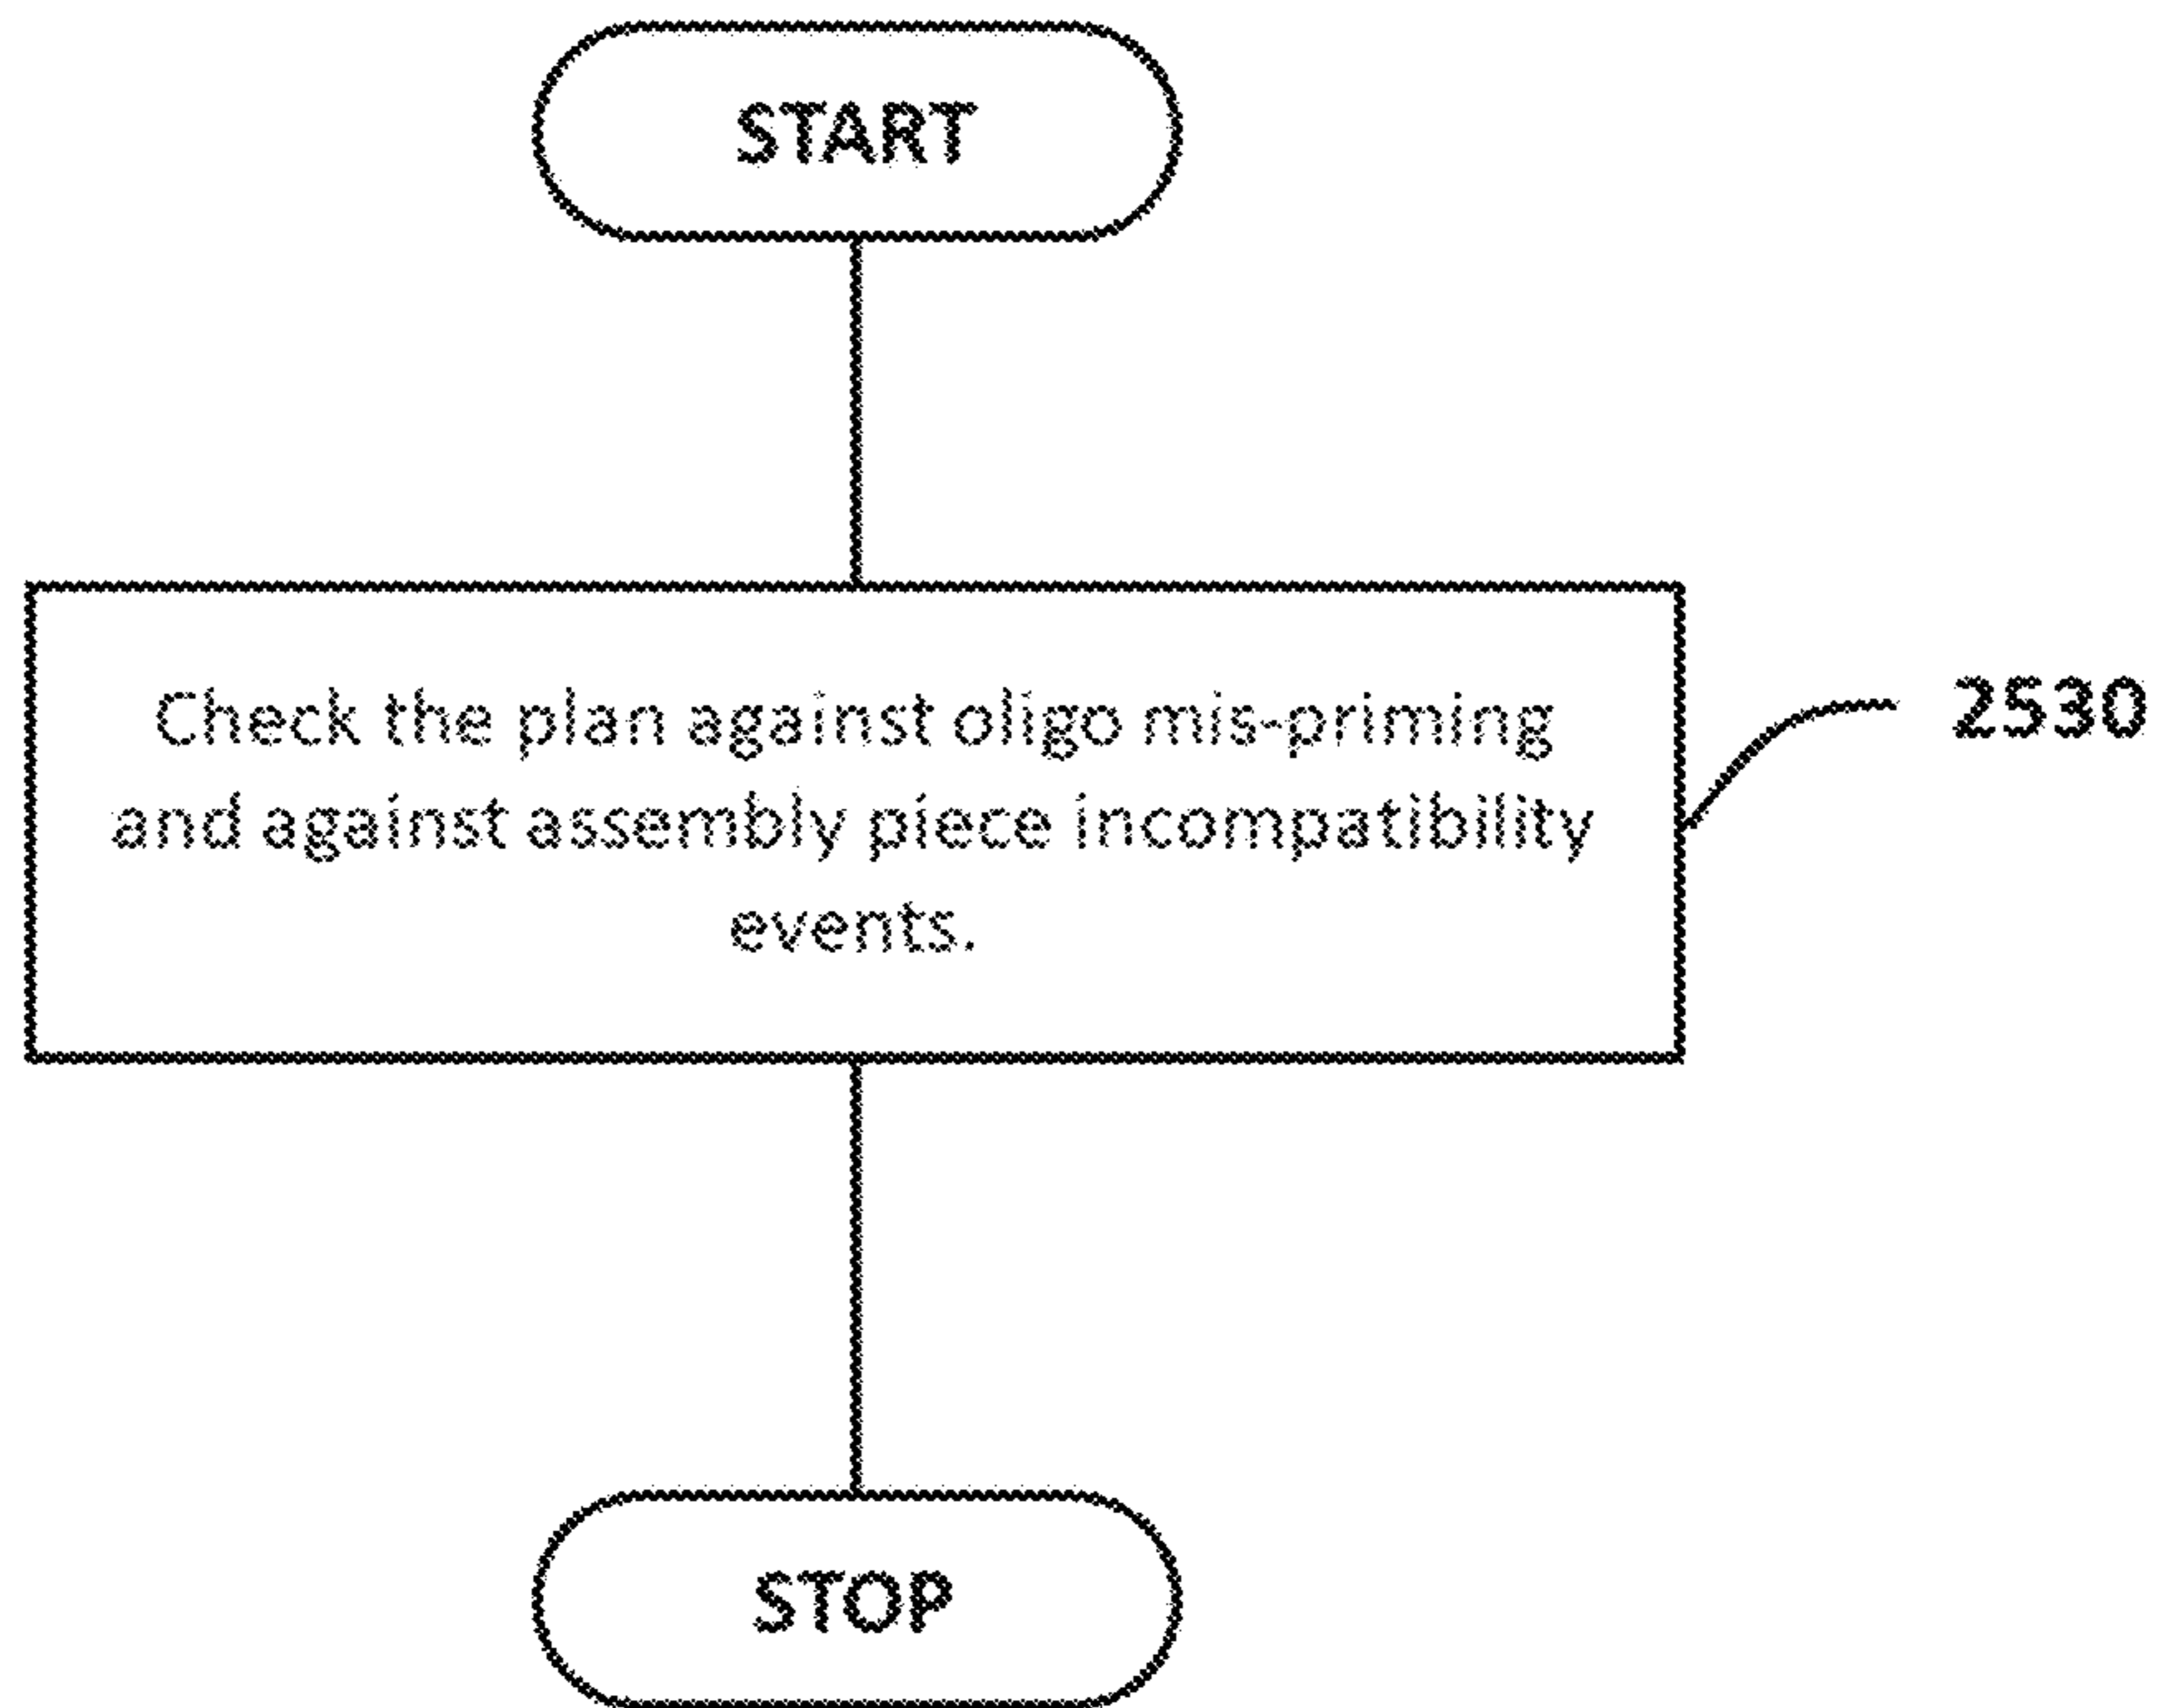 START
Check the plan against oligo mis-priming
and against assembly piece incompatibility
events.
2530
STOP